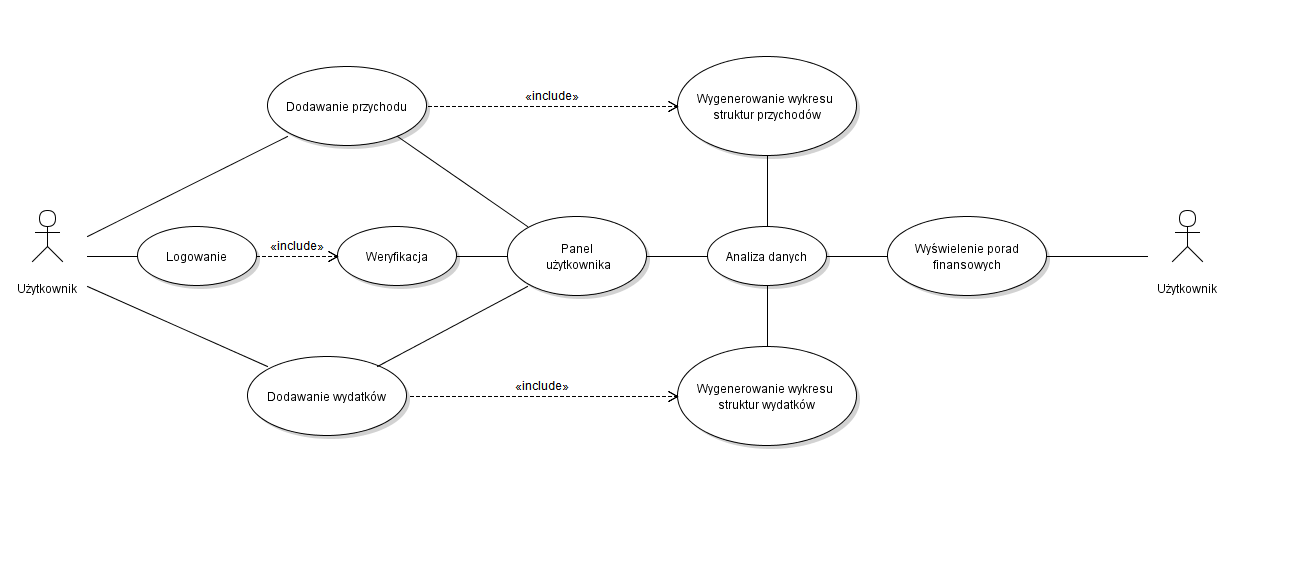 Dodawanie przychodu
«include»
Wygenerowanie wykresu
struktur przychodów
Użytkownik
Logowanie
«include»
Weryfikacja
Panel
użytkownika
Analiza danych
Wyświelenie porad
finansowych
Użytkownik
Dodawanie wydatków
«include»
Wygenerowanie wykresu
struktur wydatków